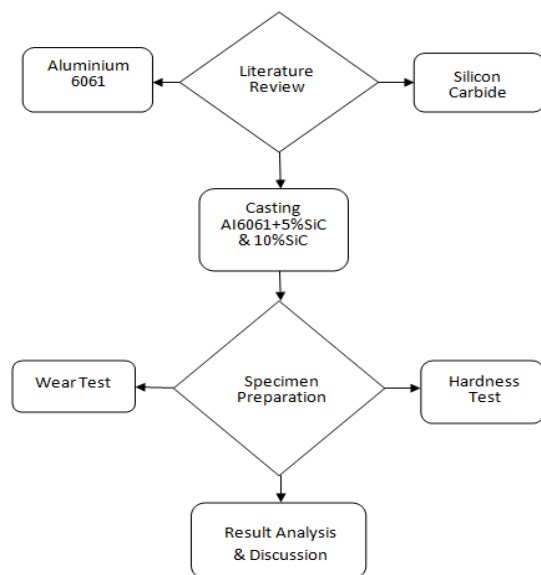 Aluminium
6061
Literature
Review
Silicon
Carbide
Casting
Al6061+5%SiC
& 10%SiC
Wear Test
Specimen
Preparation
Hardness
Test
Result Analysis
& Discussion